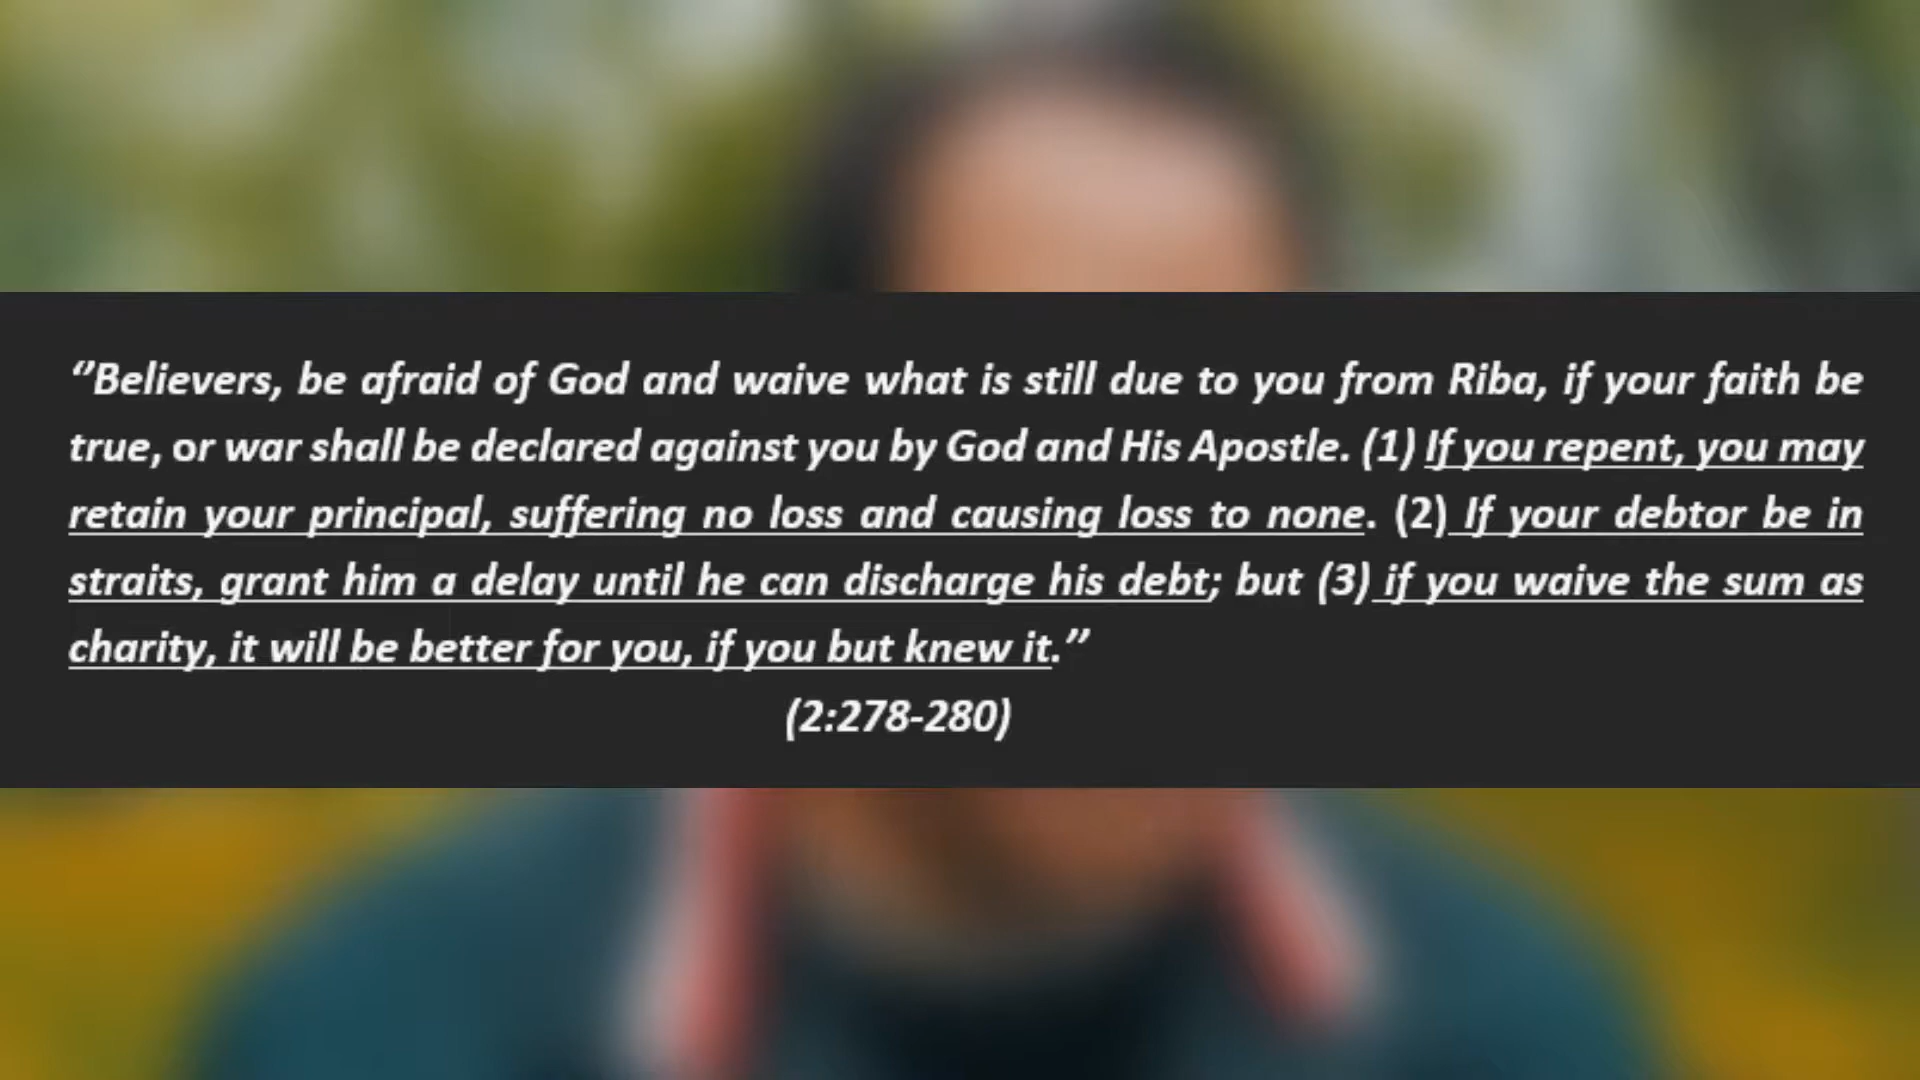 “Believers, be afraid of God and waive what is still due to you from Riba, if your faith be
true, or war shall be declared against you by God and His Apostle. (1) If you repent, you may
retain your principal, suffering no loss and causing loss to none. (2) If your debtor be in
straits, grant him a delay until he can discharge his debt; but (3) if you waive the sum as
charity, it will be better for you, if you but knew it.”
(2:278-280)